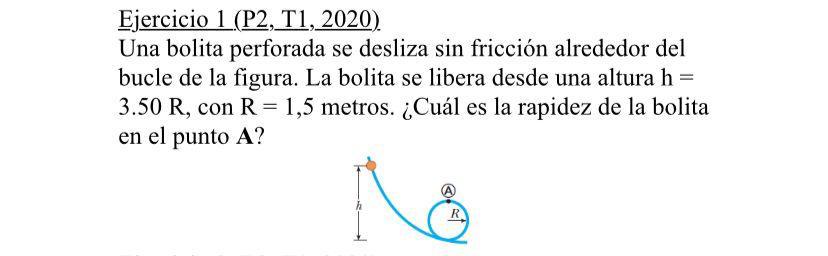 Ejercicio 1 (P2, T1, 2020)
Una bolita perforada se desliza sin fricción alrededor del
bucle de la figura. La bolita se libera desde una altura h =
3.50 R, con R = 1,5 metros. ¿Cuál es la rapidez de la bolita
en el punto A?
A
h
R